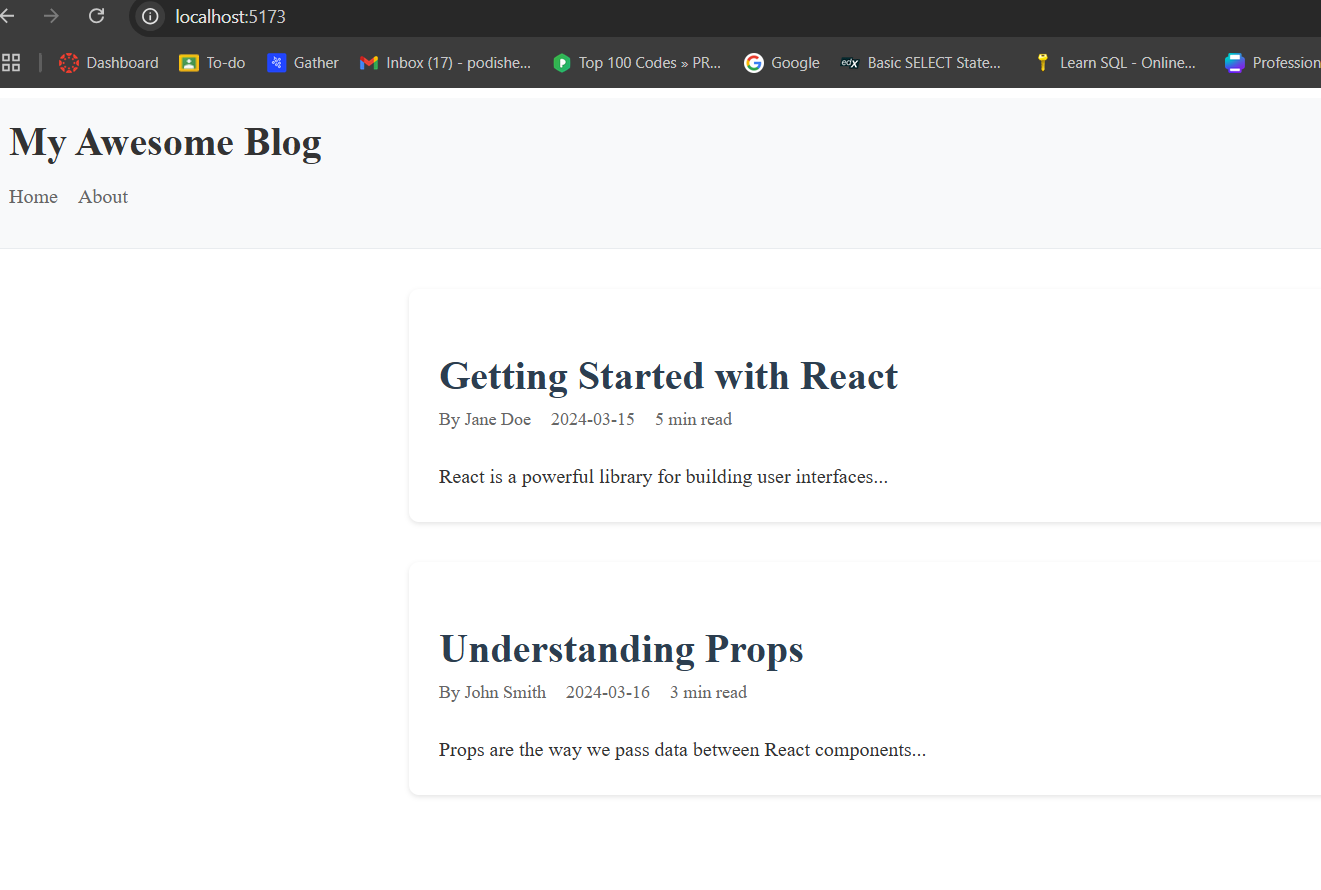 localhost:5173
Dashboard To-do Gather Inbox (17) - podishe... Top 100 Codes » PR... Google edX Basic SELECT State... Learn SQL - Online... Profession
My Awesome Blog
Home About
Getting Started with React
By Jane Doe 2024-03-15 5 min read
React is a powerful library for building user interfaces...
Understanding Props
By John Smith 2024-03-16 3 min read
Props are the way we pass data between React components...